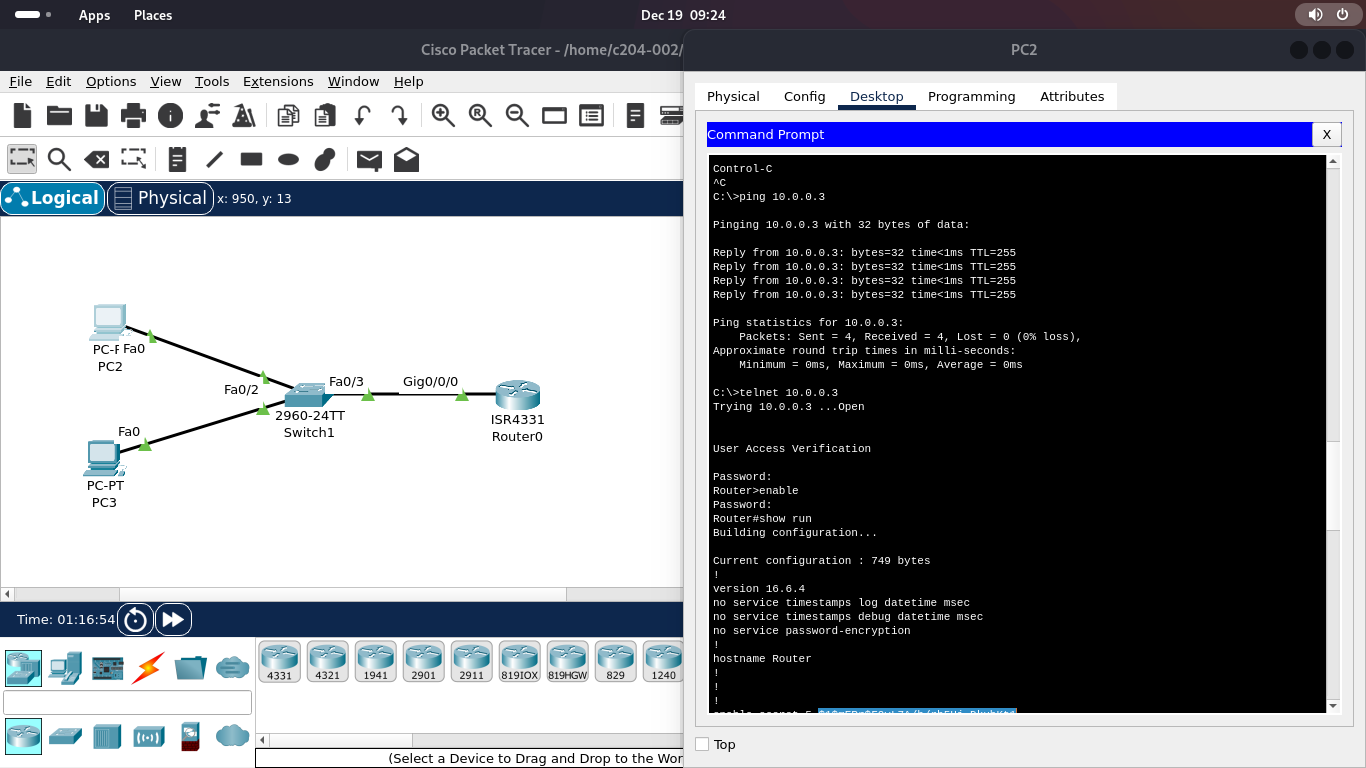 Apps Places
Dec 19 09:24
Cisco Packet Tracer - /home/c204-002/
File Edit Options View Tools Extensions Window Help
Logical
Physical
x: 950, y: 13
Fa0
PC2
Fa0/2
Fa0/3
Gig0/0/0
2960-24TT
Switch1
ISR4331
Router0
Fa0
PC-PT
PC3
Time: 01:16:54
4331 4321 1941 2901 2911 819IOX 819HGW 829 1240
(Select a Device to Drag and Drop to the Wor
PC2
Physical Config Desktop Programming Attributes
Command Prompt
X
Control-C
^C
C:\>ping 10.0.0.3
Pinging 10.0.0.3 with 32 bytes of data:
Reply from 10.0.0.3: bytes=32 time<1ms TTL=255
Reply from 10.0.0.3: bytes=32 time<1ms TTL=255
Reply from 10.0.0.3: bytes=32 time<1ms TTL=255
Reply from 10.0.0.3: bytes=32 time<1ms TTL=255
Ping statistics for 10.0.0.3:
Packets: Sent = 4, Received = 4, Lost = 0 (0% loss),
Approximate round trip times in milli-seconds:
Minimum = 0ms, Maximum = 0ms, Average = 0ms
C:\>telnet 10.0.0.3
Trying 10.0.0.3 ...Open
User Access Verification
Password:
Router>enable
Password:
Router#show run
Building configuration...
Current configuration : 749 bytes
!
version 16.6.4
no service timestamps log datetime msec
no service timestamps debug datetime msec
no service password-encryption
!
hostname Router
!
!
!
enable secret 5
Top